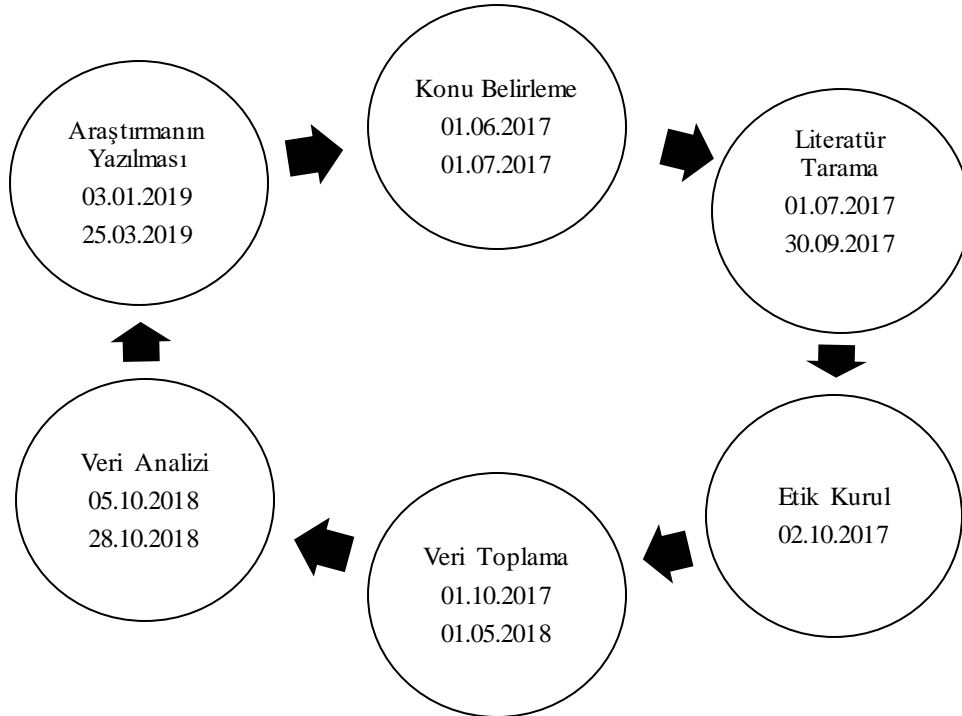 Konu Belirleme
01.06.2017
01.07.2017
Literatür
Tarama
01.07.2017
30.09.2017
Etik Kurul
02.10.2017
Veri Toplama
01.10.2017
01.05.2018
Veri Analizi
05.10.2018
28.10.2018
Araştırmanın
Yazılması
03.01.2019
25.03.2019